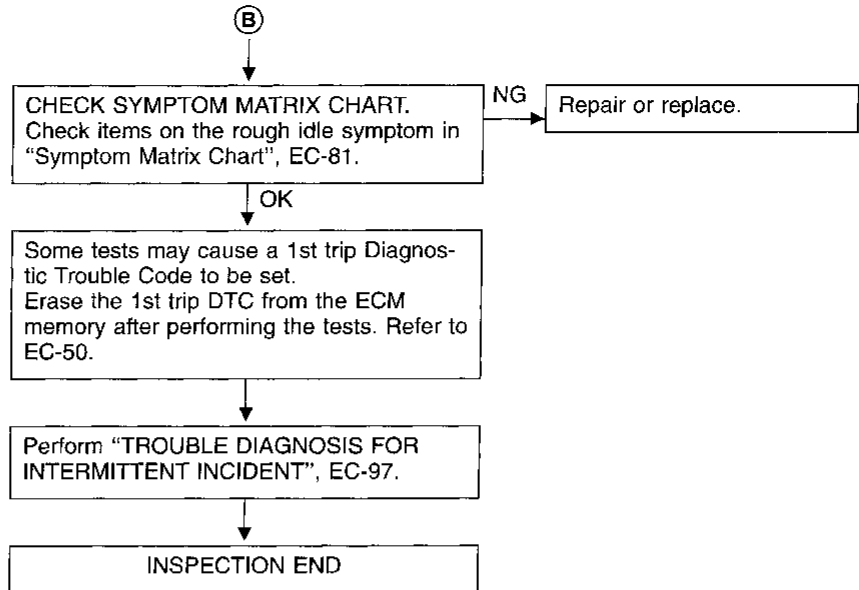 B
CHECK SYMPTOM MATRIX CHART.
Check items on the rough idle symptom in
“Symptom Matrix Chart”, EC-81.
NG
Repair or replace.
OK
Some tests may cause a 1st trip Diagnos-
tic Trouble Code to be set.
Erase the 1st trip DTC from the ECM
memory after performing the tests. Refer to
EC-50.
Perform “TROUBLE DIAGNOSIS FOR
INTERMITTENT INCIDENT”, EC-97.
INSPECTION END